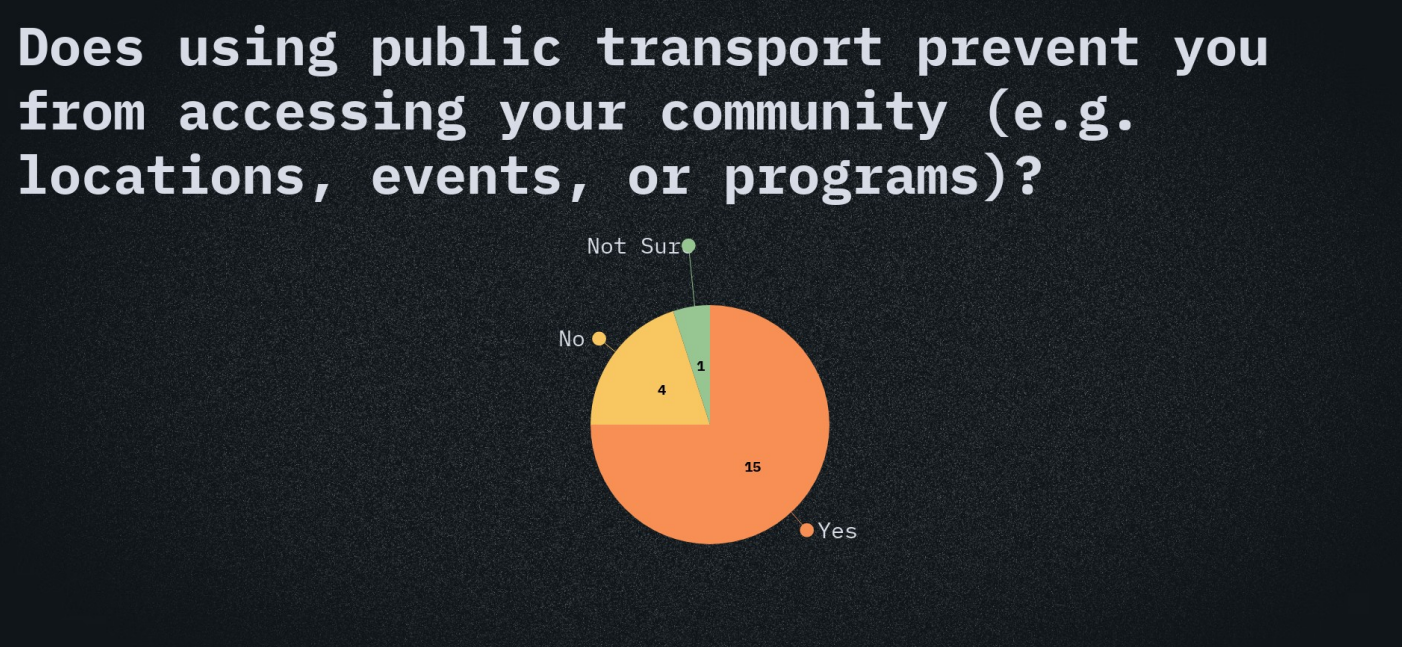 Does using public transport prevent you
from accessing your community (e.g.
locations, events, or programs)?
Not Sur
No
1
4
15
Yes